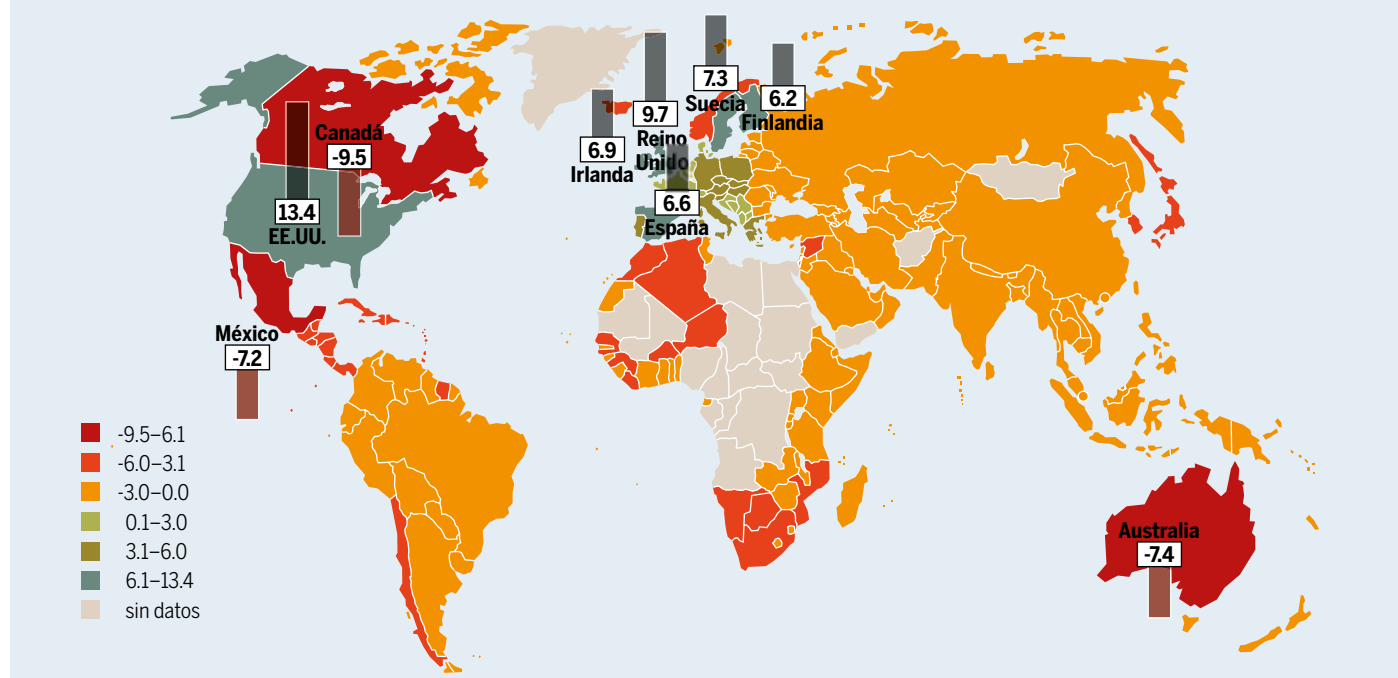 7.3
Suecia
6.2
Finlandia
9.7
Reino
Unido
6.9
Irlanda
Canadá
-9.5
6.6
España
13.4
EE.UU.
México
-7.2
Australia
-7.4
-9.5–6.1
-6.0–3.1
-3.0–0.0
0.1–3.0
3.1–6.0
6.1–13.4
sin datos